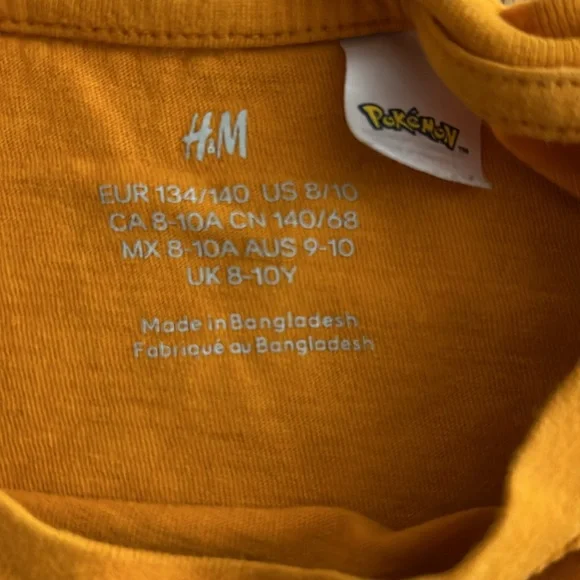 H&M
POKéMON™
EUR 134/140 US 8/10
CA 8-10A CN 140/68
MX 8-10A AUS 9-10
UK 8-10Y
Made in Bangladesh
Fabriqué au Bangladesh